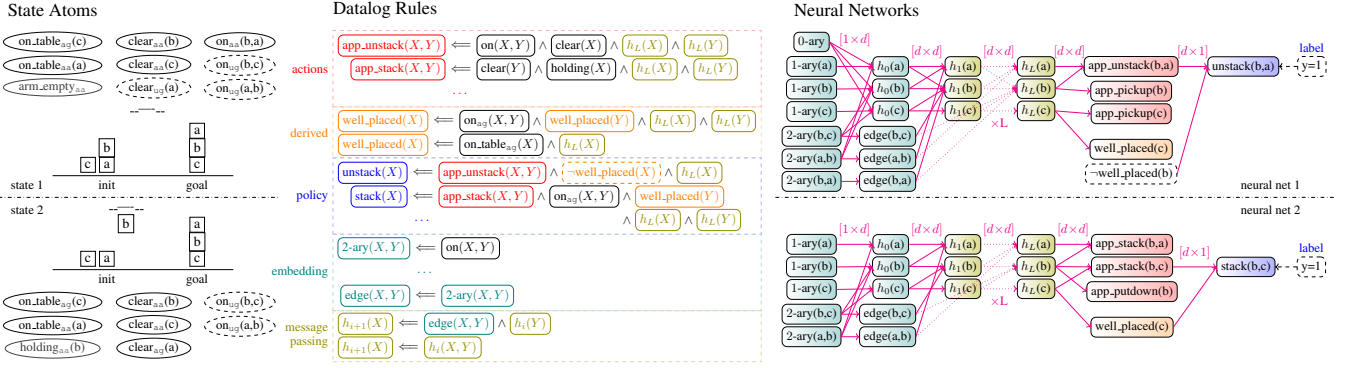 State Atoms
on_table_ag(c) clear_aa(b) on_aa(b,a)
on_table_aa(a) clear_aa(c) on_ug(b,c)
arm_empty_aa clear_ug(a) on_ug(a,b)
a
b b
c a c
state 1 init goal
state 2
b a
b
c a c
init goal
on_table_ag(c) clear_aa(b) on_ug(b,c)
on_table_aa(a) clear_aa(c) on_ug(a,b)
holding_aa(b) clear_ag(a)
Datalog Rules
actions
app_unstack(X,Y) ⟸ on(X,Y) ∧ clear(X) ∧ h_L(X) ∧ h_L(Y)
app_stack(X,Y) ⟸ clear(Y) ∧ holding(X) ∧ h_L(X) ∧ h_L(Y)
...
derived
well_placed(X) ⟸ on_ag(X,Y) ∧ well_placed(Y) ∧ h_L(X) ∧ h_L(Y)
well_placed(X) ⟸ on_table_ag(X) ∧ h_L(X)
policy
unstack(X) ⟸ app_unstack(X,Y) ∧ ¬well_placed(X) ∧ h_L(X)
stack(X) ⟸ app_stack(X,Y) ∧ on_ag(X,Y) ∧ well_placed(Y)
... ∧ h_L(X) ∧ h_L(X)
embedding
2-ary(X,Y) ⟸ on(X,Y)
...
edge(X,Y) ⟸ 2-ary(X,Y)
message passing
h_{i+1}(X) ⟸ edge(X,Y) ∧ h_i(Y)
h_{i+1}(X) ⟸ h_i(X,Y)
Neural Networks
[1×d] [d×d] [d×d] [d×d] [d×1] label
0-ary
1-ary(a) h_0(a) h_1(a) h_L(a) app_unstack(b,a) unstack(b,a) y=1
1-ary(b) h_0(b) h_1(b) h_L(b) app_pickup(b)
1-ary(c) h_0(c) h_1(c) h_L(c) app_pickup(c)
×L
2-ary(b,c) edge(b,c)
2-ary(a,b) edge(a,b) well_placed(c)
2-ary(b,a) edge(b,a) ¬well_placed(b)
neural net 1
neural net 2
[1×d] [d×d] [d×d] [d×d] [d×1] label
1-ary(a) h_0(a) h_1(a) h_L(a) app_stack(b,a)
1-ary(b) h_0(b) h_1(b) h_L(b) app_stack(b,c) stack(b,c) y=1
1-ary(c) h_0(c) h_1(c) h_L(c) app_putdown(b)
×L
2-ary(b,c) edge(b,c) well_placed(c)
2-ary(a,b) edge(a,b)